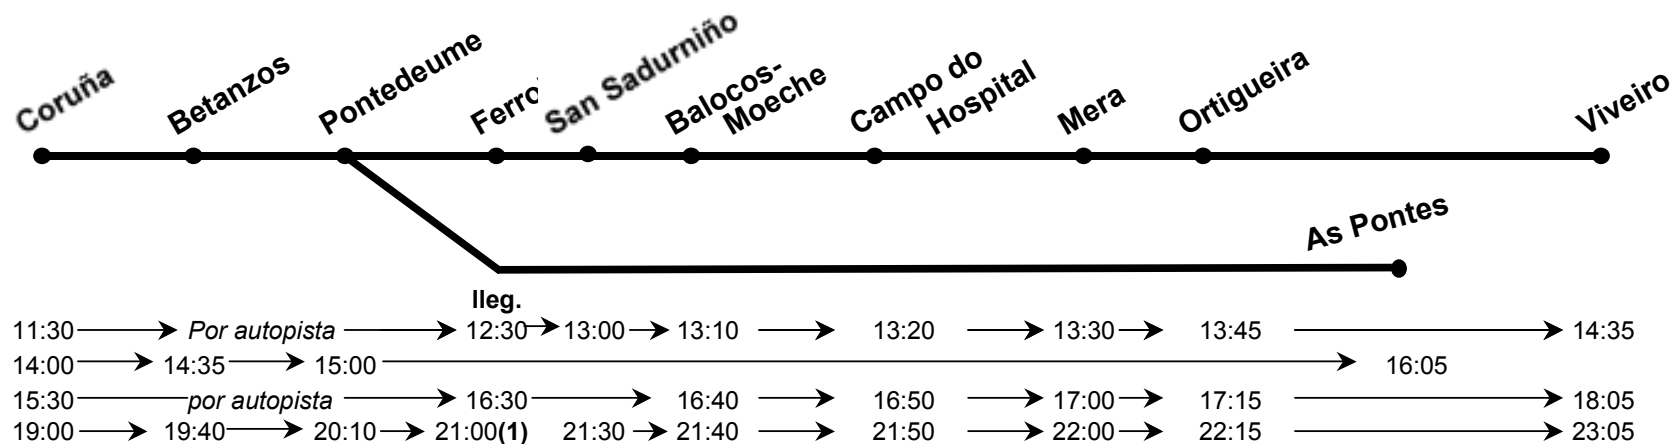 Coruña Betanzos Pontedeume Ferro San Sadurniño Balocos-Moeche Campo do Hospital Mera Ortigueira Viveiro
As Pontes
lleg.
11:30 Por autopista 12:30 13:00 13:10 13:20 13:30 13:45 14:35
14:00 14:35 15:00 16:05
15:30 por autopista 16:30 16:40 16:50 17:00 17:15 18:05
19:00 19:40 20:10 21:00(1) 21:30 21:40 21:50 22:00 22:15 23:05